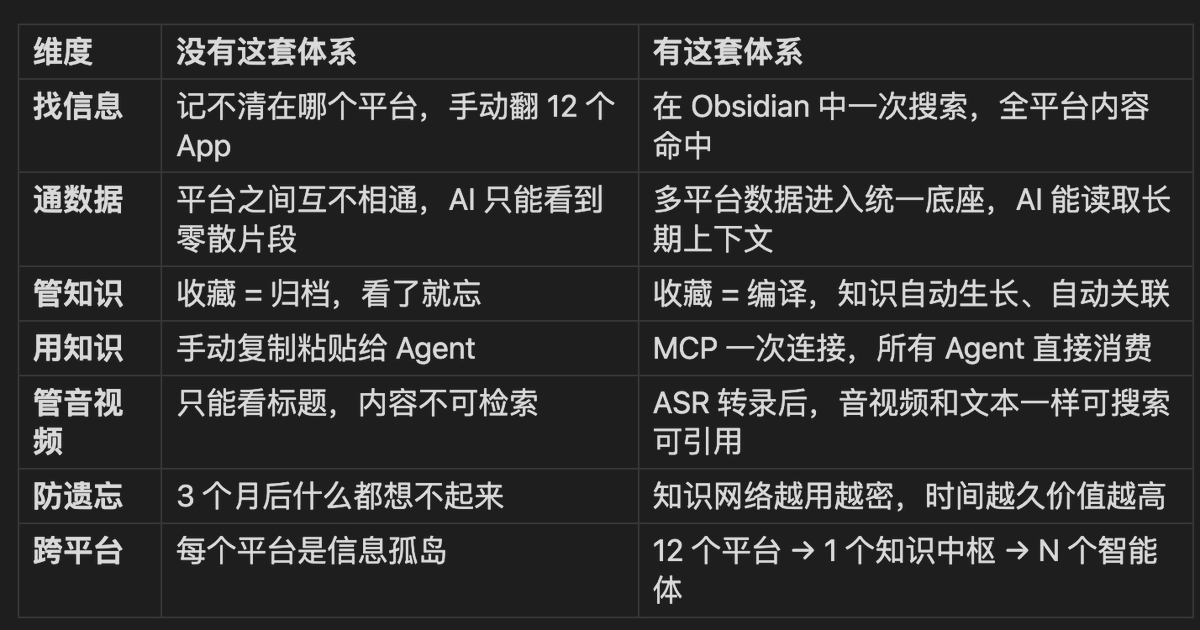 维度 没有这套体系 有这套体系
找信息 记不清在哪个平台，手动翻 12 个 在 Obsidian 中一次搜索，全平台内容
App 命中
通数据 平台之间互不相通，AI 只能看到 多平台数据进入统一底座，AI 能读取长
零散片段 期上下文
管知识 收藏 = 归档，看了就忘 收藏 = 编译，知识自动生长、自动关联
用知识 手动复制粘贴给 Agent MCP 一次连接，所有 Agent 直接消费
管音视 只能看标题，内容不可检索 ASR 转录后，音视频和文本一样可搜索
频 可引用
防遗忘 3 个月后什么都想不起来 知识网络越用越密，时间越久价值越高
跨平台 每个平台是信息孤岛 12 个平台 → 1 个知识中枢 → N 个智能
体